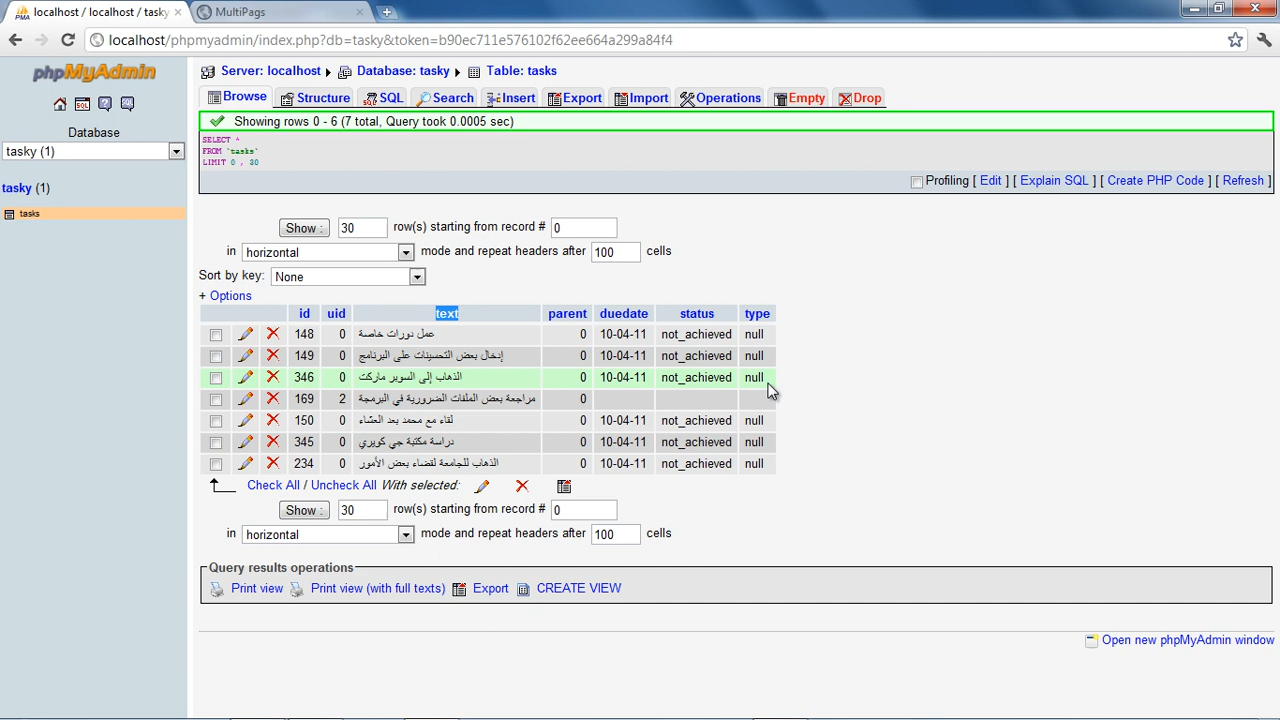 localhost / localhost / tasky
MultiPags
localhost/phpmyadmin/index.php?db=tasky&token=b90ec711e576102f62ee664a299a84f4
phpMyAdmin
Server: localhost Database: tasky Table: tasks
Browse Structure SQL Search Insert Export Import Operations Empty Drop
Database
tasky (1)
tasky (1)
tasks
Showing rows 0 - 6 (7 total, Query took 0.0005 sec)
SELECT *
FROM `tasks`
LIMIT 0 , 30
Profiling [ Edit ] [ Explain SQL ] [ Create PHP Code ] [ Refresh ]
Show : 30 row(s) starting from record # 0
in horizontal mode and repeat headers after 100 cells
Sort by key: None
+ Options
id uid text parent duedate status type
148 0 عمل دورات خاصة 0 10-04-11 not_achieved null
149 0 إدخال بعض التحسينات على البرنامج 0 10-04-11 not_achieved null
346 0 الذهاب إلى السوبر ماركت 0 10-04-11 not_achieved null
169 2 مراجعة بعض الملفات الضرورية في البرمجة 0
150 0 لقاء مع محمد بعد العشاء 0 10-04-11 not_achieved null
345 0 دراسة مكتبة جي كويري 0 10-04-11 not_achieved null
234 0 الذهاب للجامعة لقضاء بعض الأمور 0 10-04-11 not_achieved null
Check All / Uncheck All With selected:
Show : 30 row(s) starting from record # 0
in horizontal mode and repeat headers after 100 cells
Query results operations
Print view Print view (with full texts) Export CREATE VIEW
Open new phpMyAdmin window